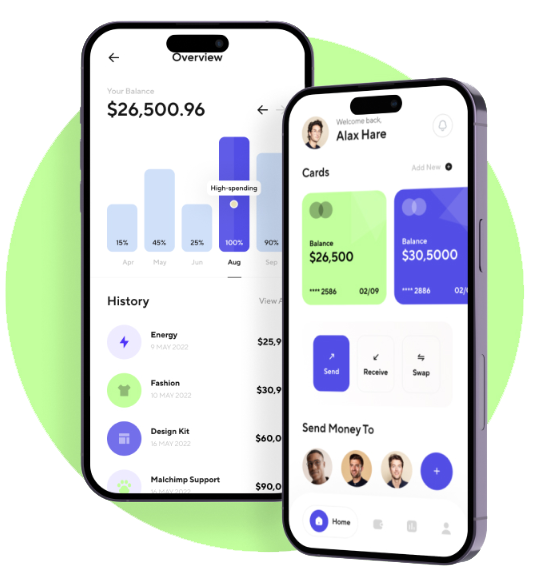 Overview
Your Balance
$26,500.96
High-spending
15%
45%
25%
100%
90%
Apr
May
Jun
Aug
Sep
History
View A
Energy
9 MAY 2022
$25,9
Fashion
10 MAY 2022
$30,9
Design Kit
16 MAY 2022
$60,0
Malchimp Support
16 MAY 2022
$90,0
Welcome back,
Alax Hare
Cards
Add New
Balance
$26,500
**** 2586 02/09
Balance
$30,5000
**** 2886 02/
Send
Receive
Swap
Send Money To
Home